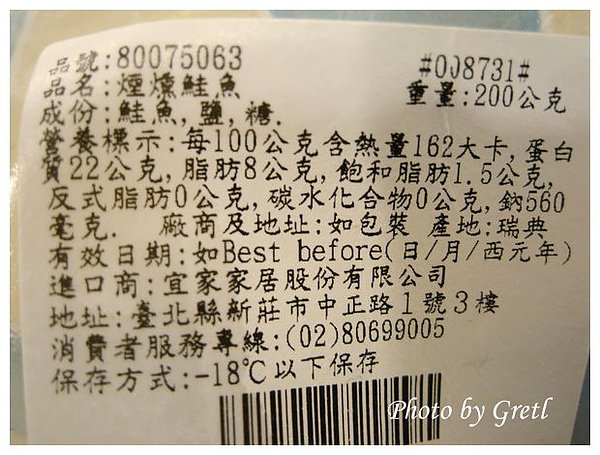 品號:80075063 #008731#
品名:煙燻鮭魚 重量:200公克
成份:鮭魚,鹽,糖.
營養標示:每100公克含熱量162大卡,蛋白
質22公克,脂肪8公克,飽和脂肪1.5公克,
反式脂肪0公克,碳水化合物0公克,鈉560
毫克. 廠商及地址:如包裝 產地:瑞典
有效日期:如Best before(日/月/西元年)
進口商:宜家家居股份有限公司
地址:臺北縣新莊市中正路1號3樓
消費者服務專線:(02)80699005
保存方式:-18℃以下保存
Photo by Gretl